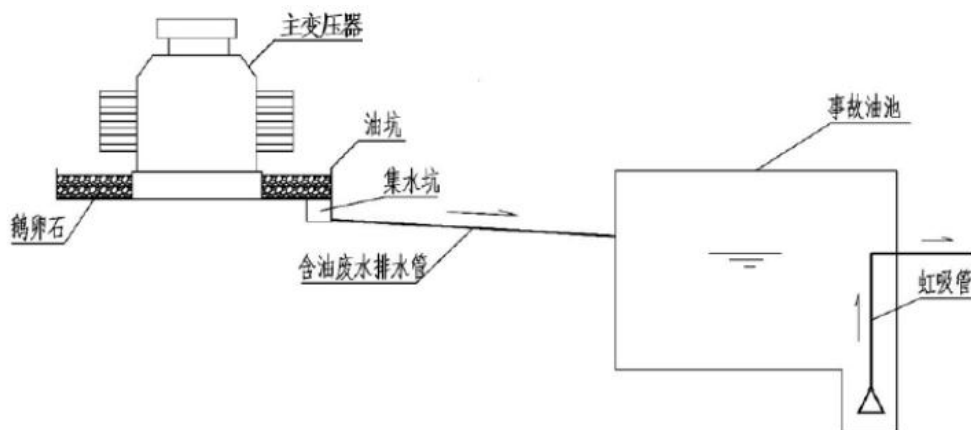 主变压器
事故油池
油坑
集水坑
鹅卵石
含油废水排水管
虹吸管